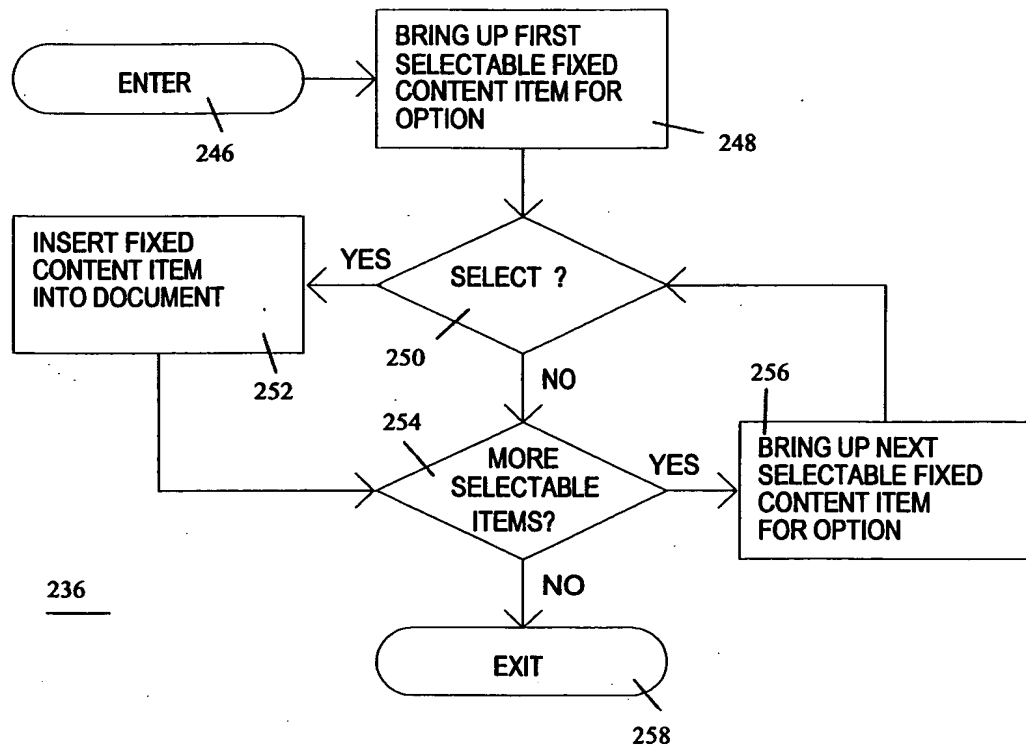 ENTER
246
BRING UP FIRST
SELECTABLE FIXED
CONTENT ITEM FOR
OPTION
248
INSERT FIXED
CONTENT ITEM
INTO DOCUMENT
252
YES
SELECT ?
250
NO
254
MORE
SELECTABLE
ITEMS?
YES
256
BRING UP NEXT
SELECTABLE FIXED
CONTENT ITEM
FOR OPTION
236
NO
EXIT
258